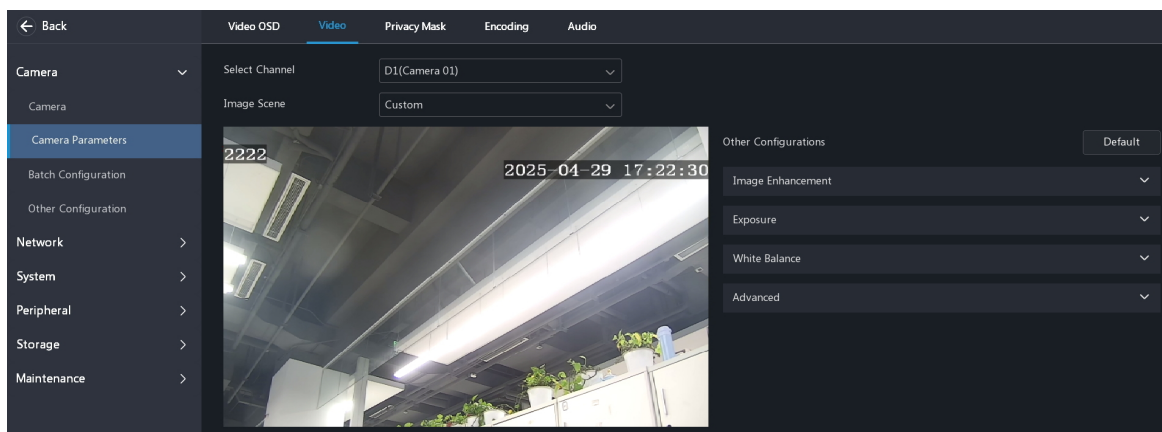 Back
Video OSD Video Privacy Mask Encoding Audio
Camera
Camera
Camera Parameters
Batch Configuration
Other Configuration
Network
System
Peripheral
Storage
Maintenance
Select Channel D1(Camera 01)
Image Scene Custom
2222
2025-04-29 17:22:30
Other Configurations Default
Image Enhancement
Exposure
White Balance
Advanced